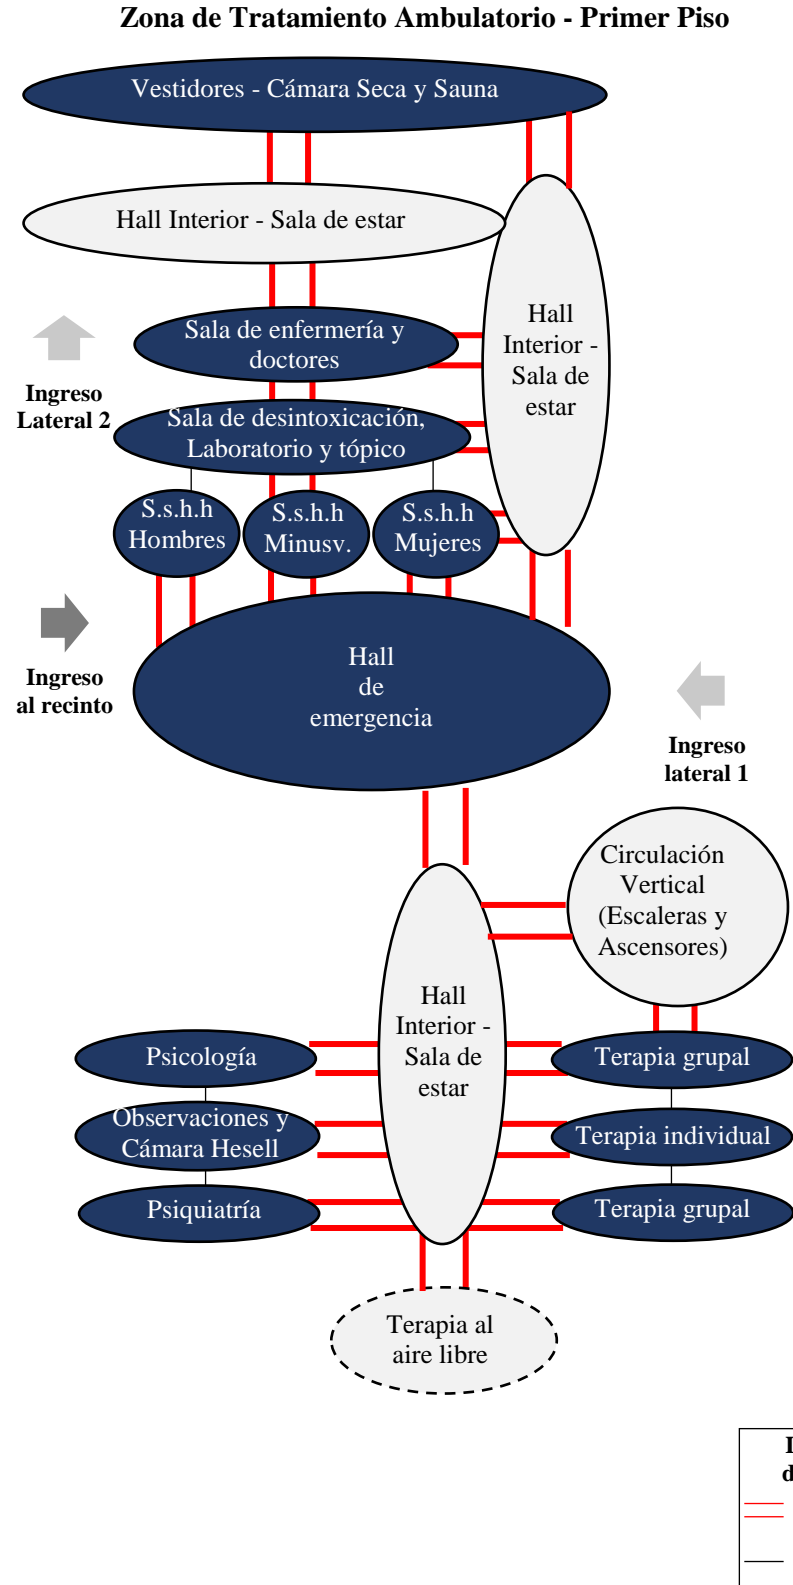 Zona de Tratamiento Ambulatorio - Primer Piso
Vestidores - Cámara Seca y Sauna
Hall Interior - Sala de estar
Hall
Interior -
Sala de
estar
Sala de enfermería y
doctores
Ingreso
Lateral 2
Sala de desintoxicación,
Laboratorio y tópico
S.s.h.h
Hombres
S.s.h.h
Minusv.
S.s.h.h
Mujeres
Ingreso
al recinto
Hall
de
emergencia
Ingreso
lateral 1
Circulación
Vertical
(Escaleras y
Ascensores)
Hall
Interior -
Sala de
estar
Psicología
Terapia grupal
Observaciones y
Cámara Hesell
Terapia individual
Psiquiatría
Terapia grupal
Terapia al
aire libre